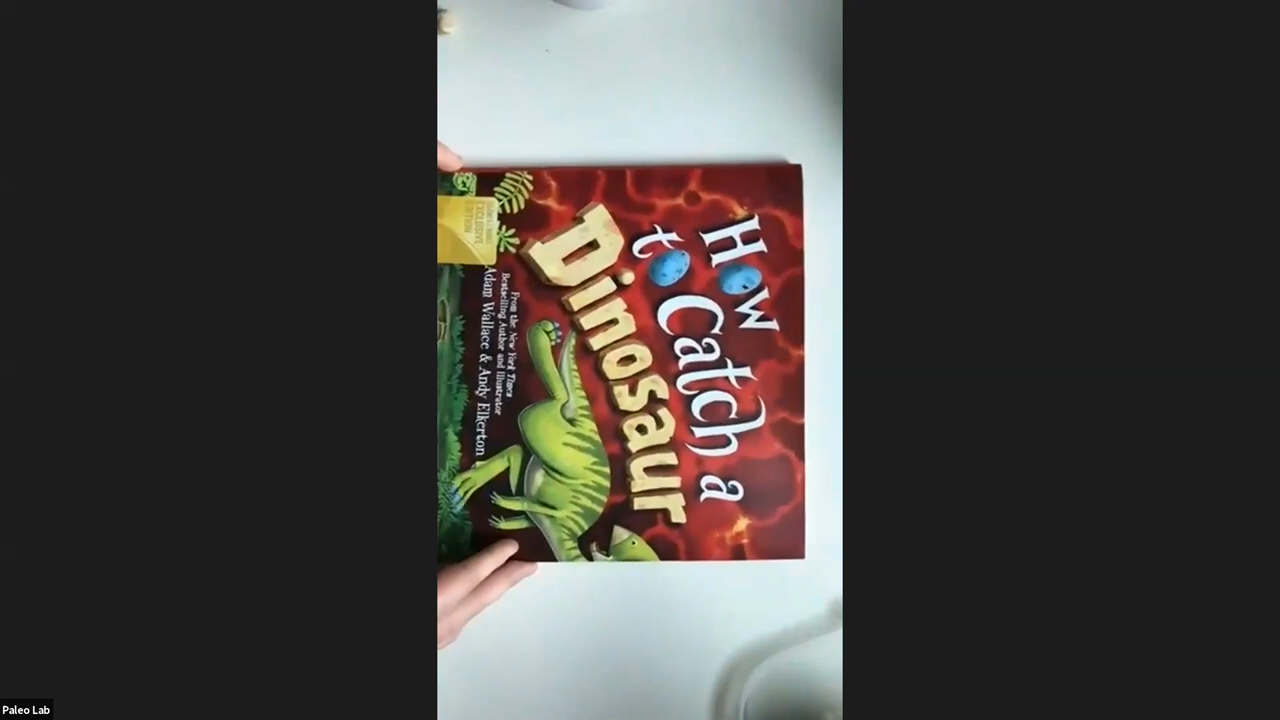 How
to Catch a
Dinosaur
From the New York Times
Bestselling Author and Illustrator
Adam Wallace & Andy Elkerton
EXCLUSIVE
EDITION
Paleo Lab